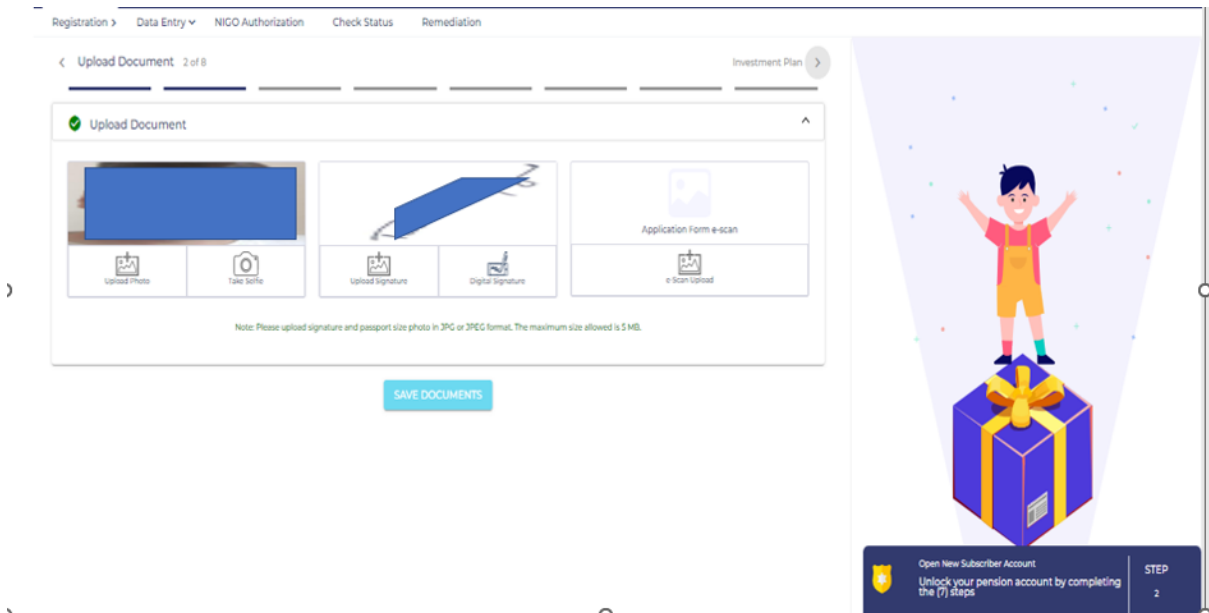 Registration > Data Entry NIGO Authorization Check Status Remediation
< Upload Document 2 of 8 Investment Plan >
Upload Document
Application Form e-scan
Upload Photo Take Selfie Upload Signature Digital Signature e-Scan Upload
Note: Please upload signature and passport size photo in JPG or JPEG format. The maximum size allowed is 5 MB.
SAVE DOCUMENTS
Open New Subscriber Account
Unlock your pension account by completing
the (7) steps
STEP
2